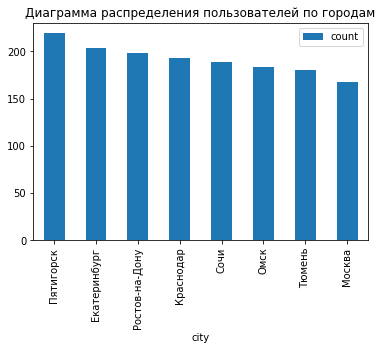 Диаграмма распределения пользователей по городам
count
200
150
100
50
0
Пятигорск
Екатеринбург
Ростов-на-Дону
Краснодар
Сочи
Омск
Тюмень
Москва
city